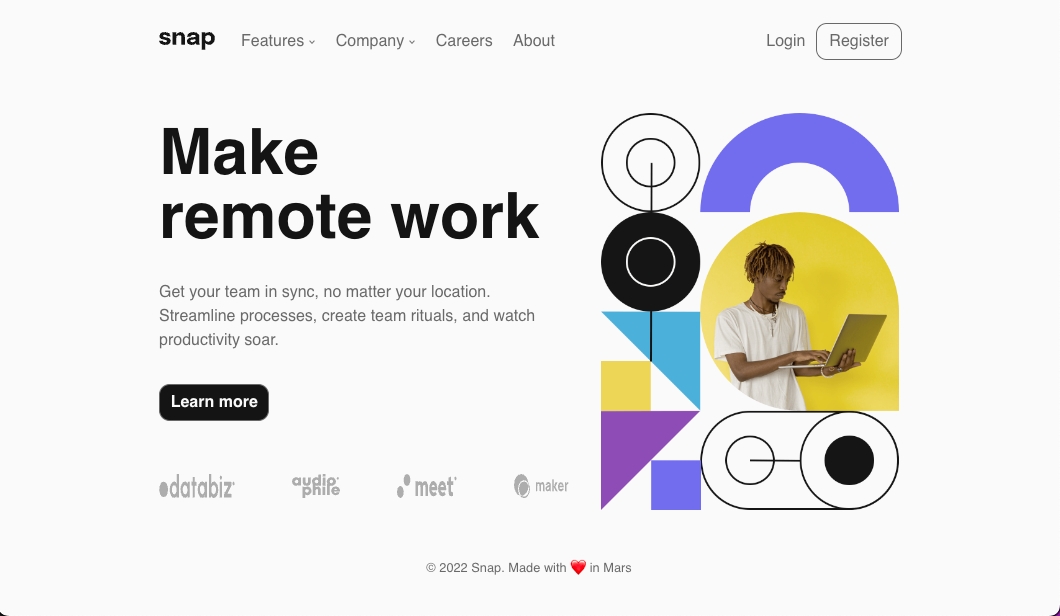 snap Features Company Careers About Login Register
Make
remote work
Get your team in sync, no matter your location.
Streamline processes, create team rituals, and watch
productivity soar.
Learn more
databiz audiophile meet maker
© 2022 Snap. Made with ❤️ in Mars